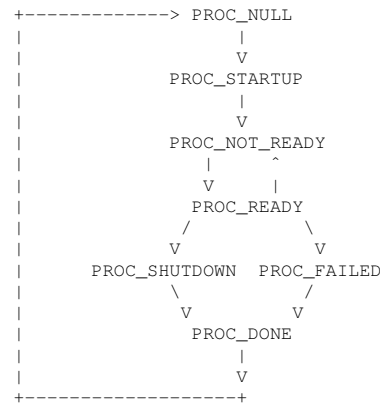 +-------------> PROC_NULL
|                     |
|                     V
|             PROC_STARTUP
|                     |
|                     V
|             PROC_NOT_READY
|                 |      ^
|                 V      |
|               PROC_READY
|              /          \
|             V            V
|      PROC_SHUTDOWN  PROC_FAILED
|             \           /
|              V         V
|               PROC_DONE
|                     |
|                     V
+-------------------+